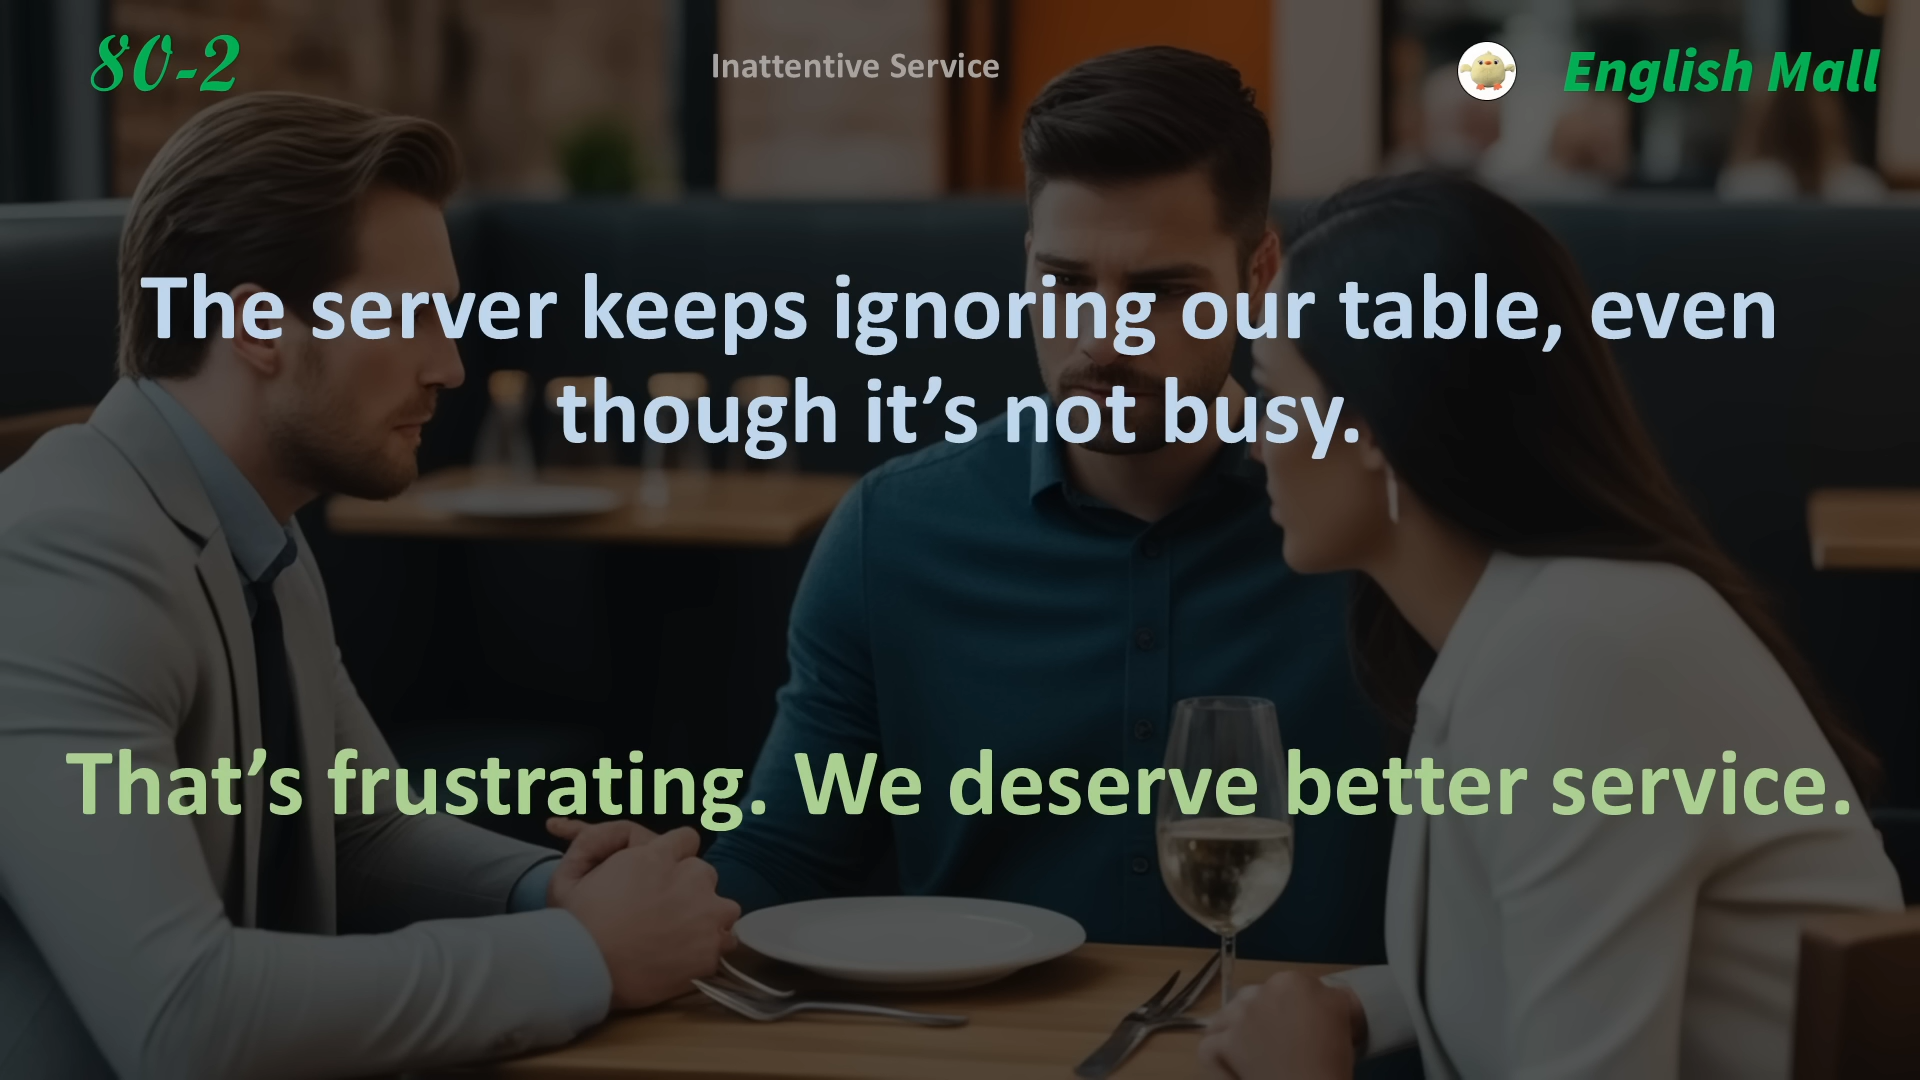 80-2
Inattentive Service
English Mall
The server keeps ignoring our table, even
though it’s not busy.
That’s frustrating. We deserve better service.